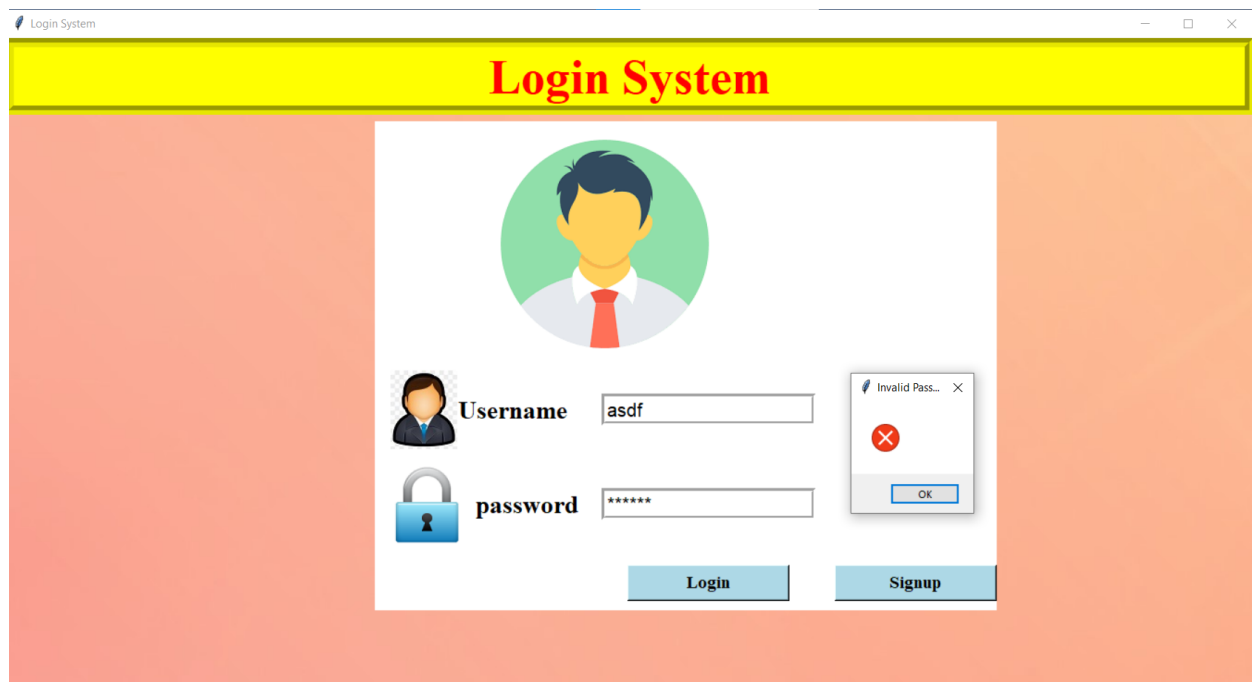 Login System
Login System
Username
asdf
Invalid Pass...
password
******
OK
Login
Signup